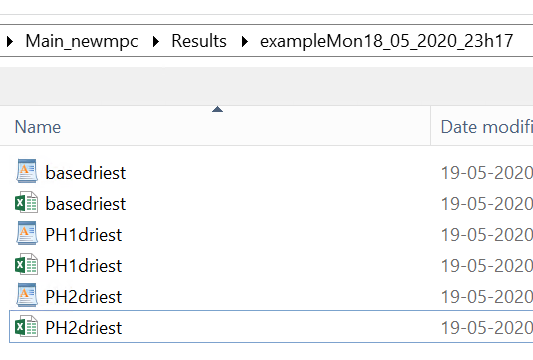 Main_newmpc Results exampleMon18_05_2020_23h17
Name Date modifi
basedriest 19-05-2020
basedriest 19-05-2020
PH1driest 19-05-2020
PH1driest 19-05-2020
PH2driest 19-05-2020
PH2driest 19-05-2020